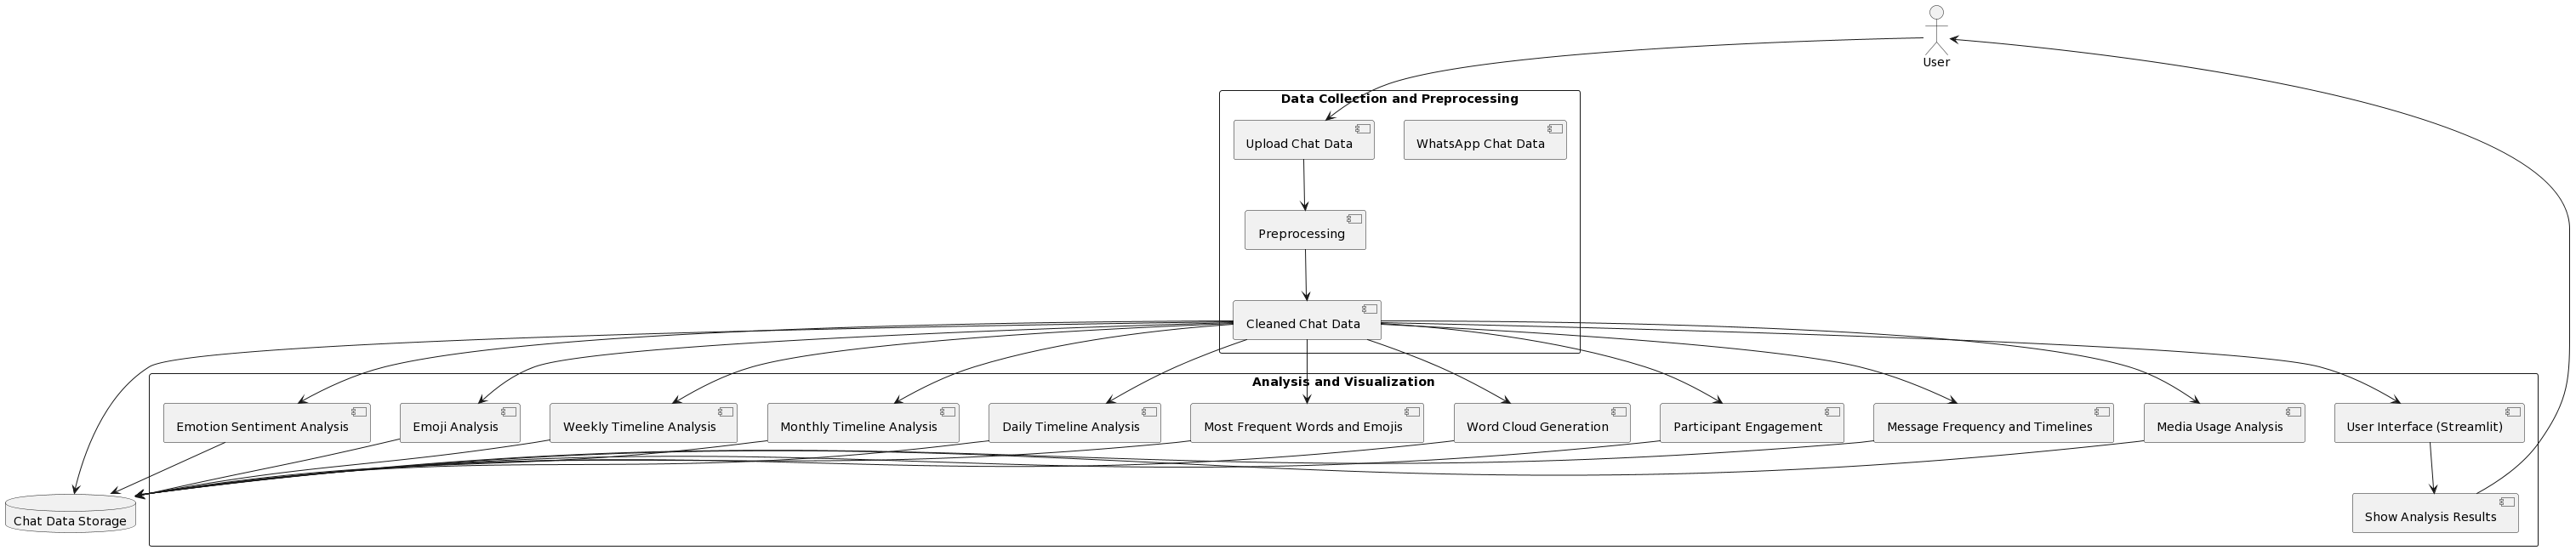 User
Data Collection and Preprocessing
Upload Chat Data
WhatsApp Chat Data
Preprocessing
Cleaned Chat Data
Analysis and Visualization
Emotion Sentiment Analysis
Emoji Analysis
Weekly Timeline Analysis
Monthly Timeline Analysis
Daily Timeline Analysis
Most Frequent Words and Emojis
Word Cloud Generation
Participant Engagement
Message Frequency and Timelines
Media Usage Analysis
User Interface (Streamlit)
Chat Data Storage
Show Analysis Results